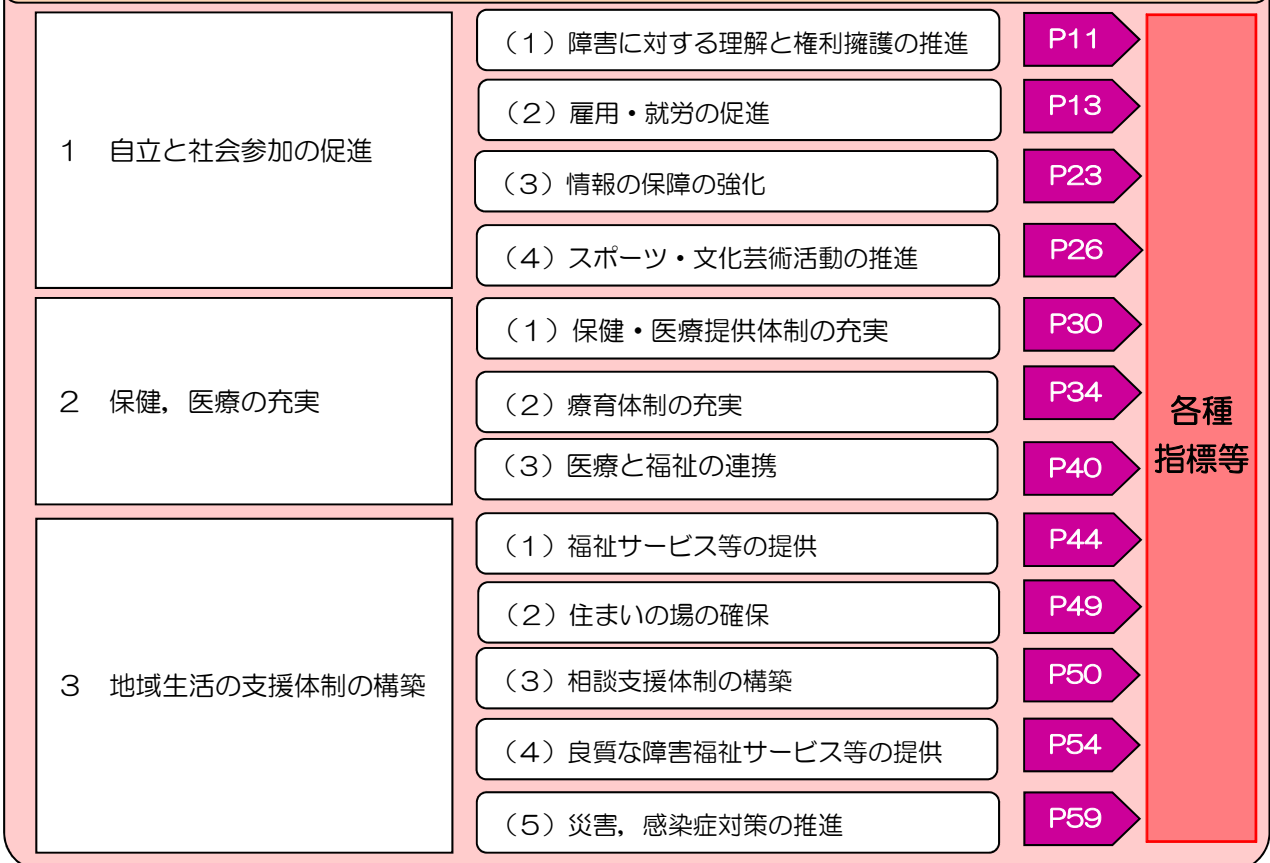 １　自立と社会参加の促進
（１）障害に対する理解と権利擁護の推進
P11
（２）雇用・就労の促進
P13
（３）情報の保障の強化
P23
（４）スポーツ・文化芸術活動の推進
P26
２　保健，医療の充実
（１）保健・医療提供体制の充実
P30
（２）療育体制の充実
P34
（３）医療と福祉の連携
P40
３　地域生活の支援体制の構築
（１）福祉サービス等の提供
P44
（２）住まいの場の確保
P49
（３）相談支援体制の構築
P50
（４）良質な障害福祉サービス等の提供
P54
（５）災害，感染症対策の推進
P59
各種
指標等